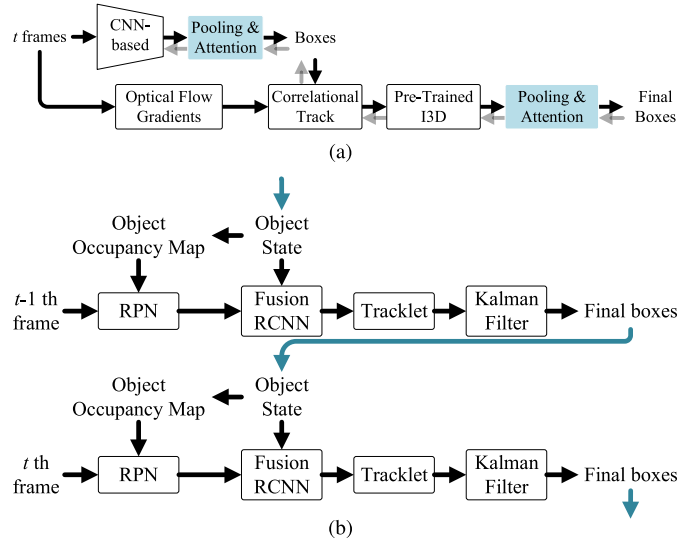 t frames
CNN-
based
Pooling &
Attention
Boxes
Optical Flow
Gradients
Correlational
Track
Pre-Trained
I3D
Pooling &
Attention
Final
Boxes
(a)
Object
Occupancy Map
Object
State
t-1 th
frame
RPN
Fusion
RCNN
Tracklet
Kalman
Filter
Final boxes
Object
Occupancy Map
Object
State
t th
frame
RPN
Fusion
RCNN
Tracklet
Kalman
Filter
Final boxes
(b)